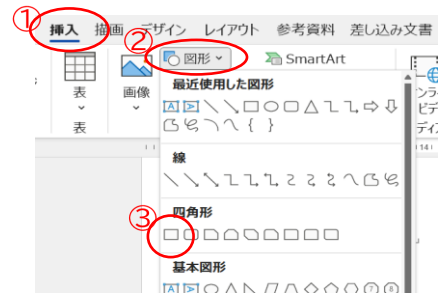 ① 挿入 描画 デザイン レイアウト 参考資料 差し込み文書
② 図形 SmartArt
表 画像
表
最近使用した図形
線
③ 四角形
基本図形